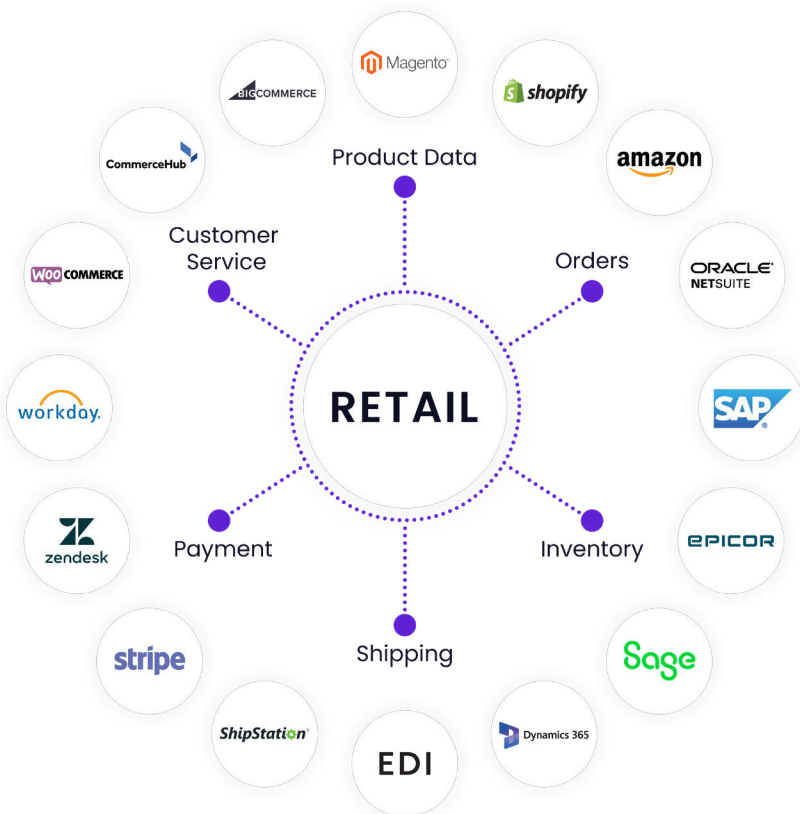 Magento
BIGCOMMERCE
shopify
CommerceHub
amazon
Product Data
Customer
Service
Orders
WOO COMMERCE
ORACLE
NETSUITE
RETAIL
workday.
SAP
zendesk
Payment
Inventory
EPICOR
Shipping
stripe
Sage
ShipStation
EDI
Dynamics 365